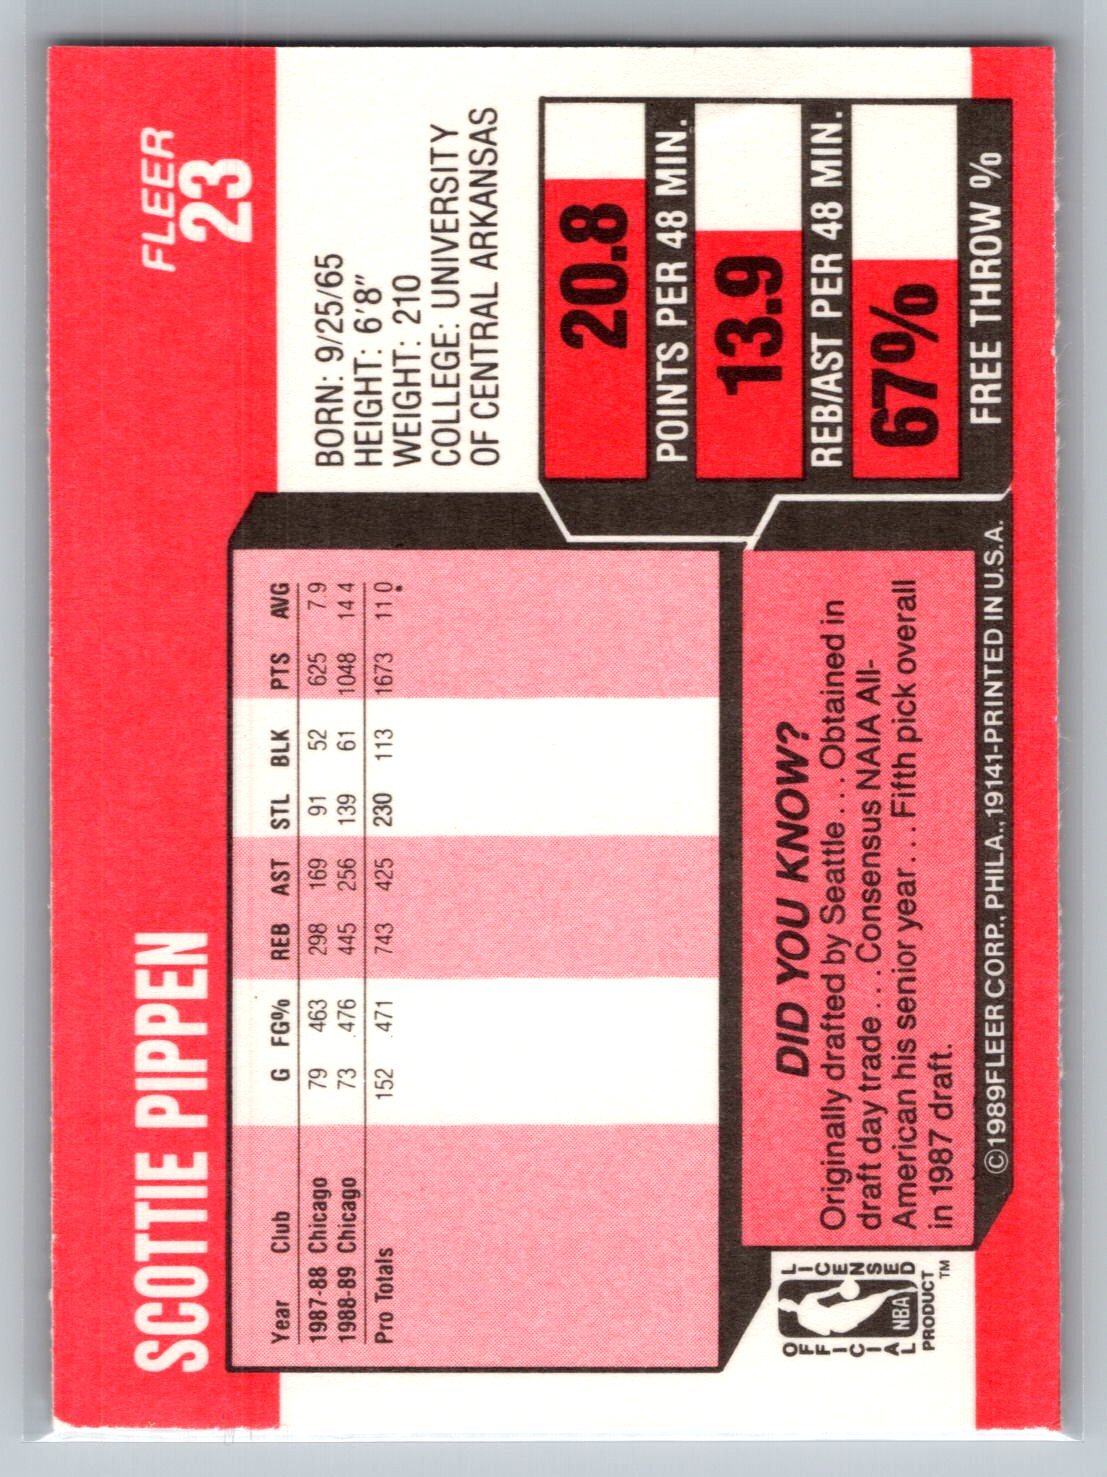 FLEER
23
SCOTTIE PIPPEN
BORN: 9/25/65
HEIGHT: 6'8"
WEIGHT: 210
COLLEGE: UNIVERSITY
OF CENTRAL ARKANSAS
Year Club G FG% REB AST STL BLK PTS AVG
1987-88 Chicago 79 .463 298 169 91 52 625 7.9
1988-89 Chicago 73 .476 445 256 139 61 1048 14 4
Pro Totals 152 .471 743 425 230 113 1673 11 0
20.8
POINTS PER 48 MIN.
13.9
REB/AST PER 48 MIN.
67%
FREE THROW %
DID YOU KNOW?
Originally drafted by Seattle . . . Obtained in
draft day trade . . . Consensus NAIA All-
American his senior year . . . Fifth pick overall
in 1987 draft.
OFFICIAL LICENSED
NBA
PRODUCT™
©1989 FLEER CORP., PHILA., 19141-PRINTED IN U.S.A.